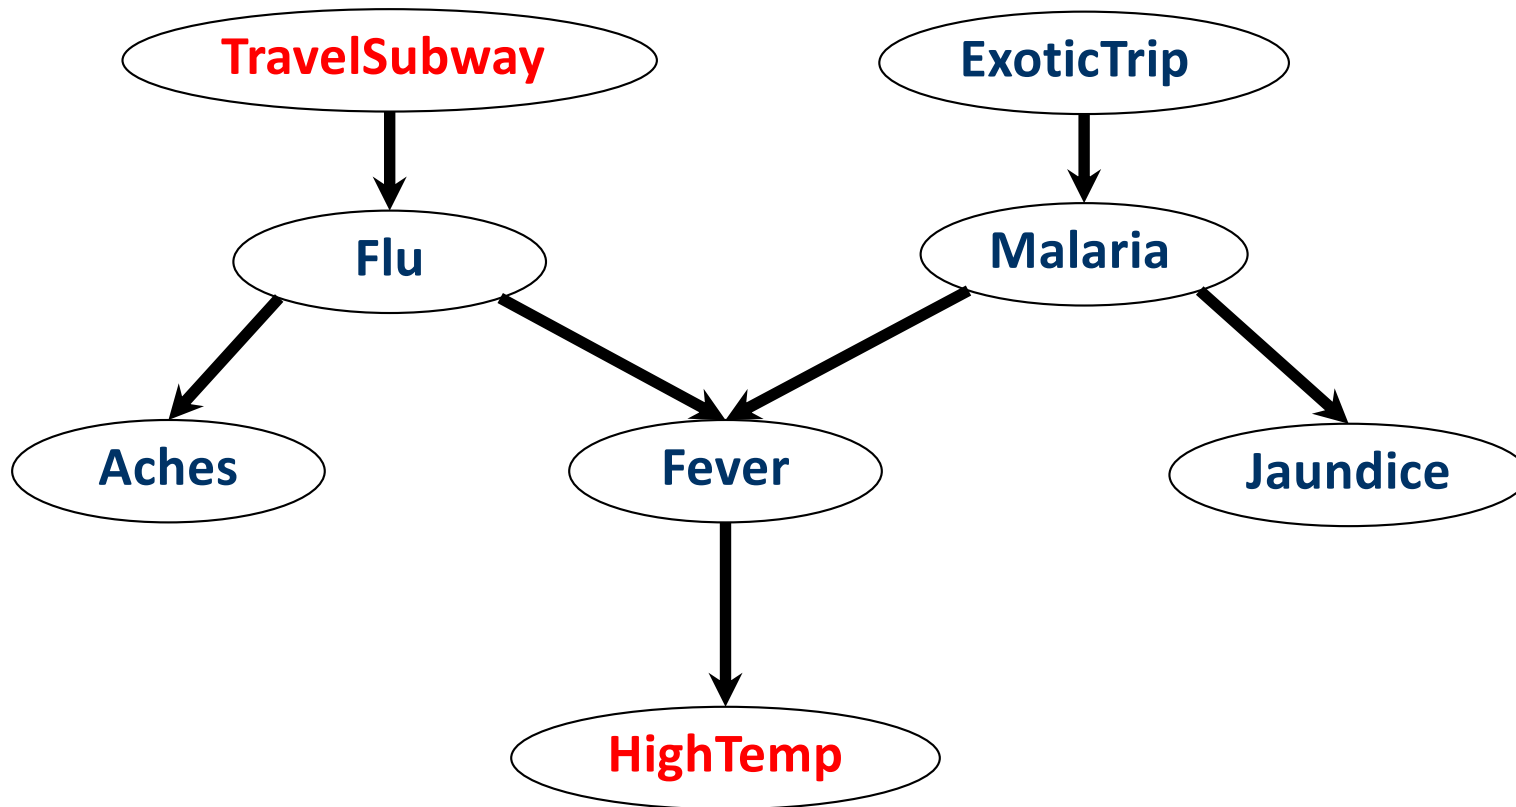 TravelSubway
ExoticTrip
Flu
Malaria
Aches
Fever
Jaundice
HighTemp